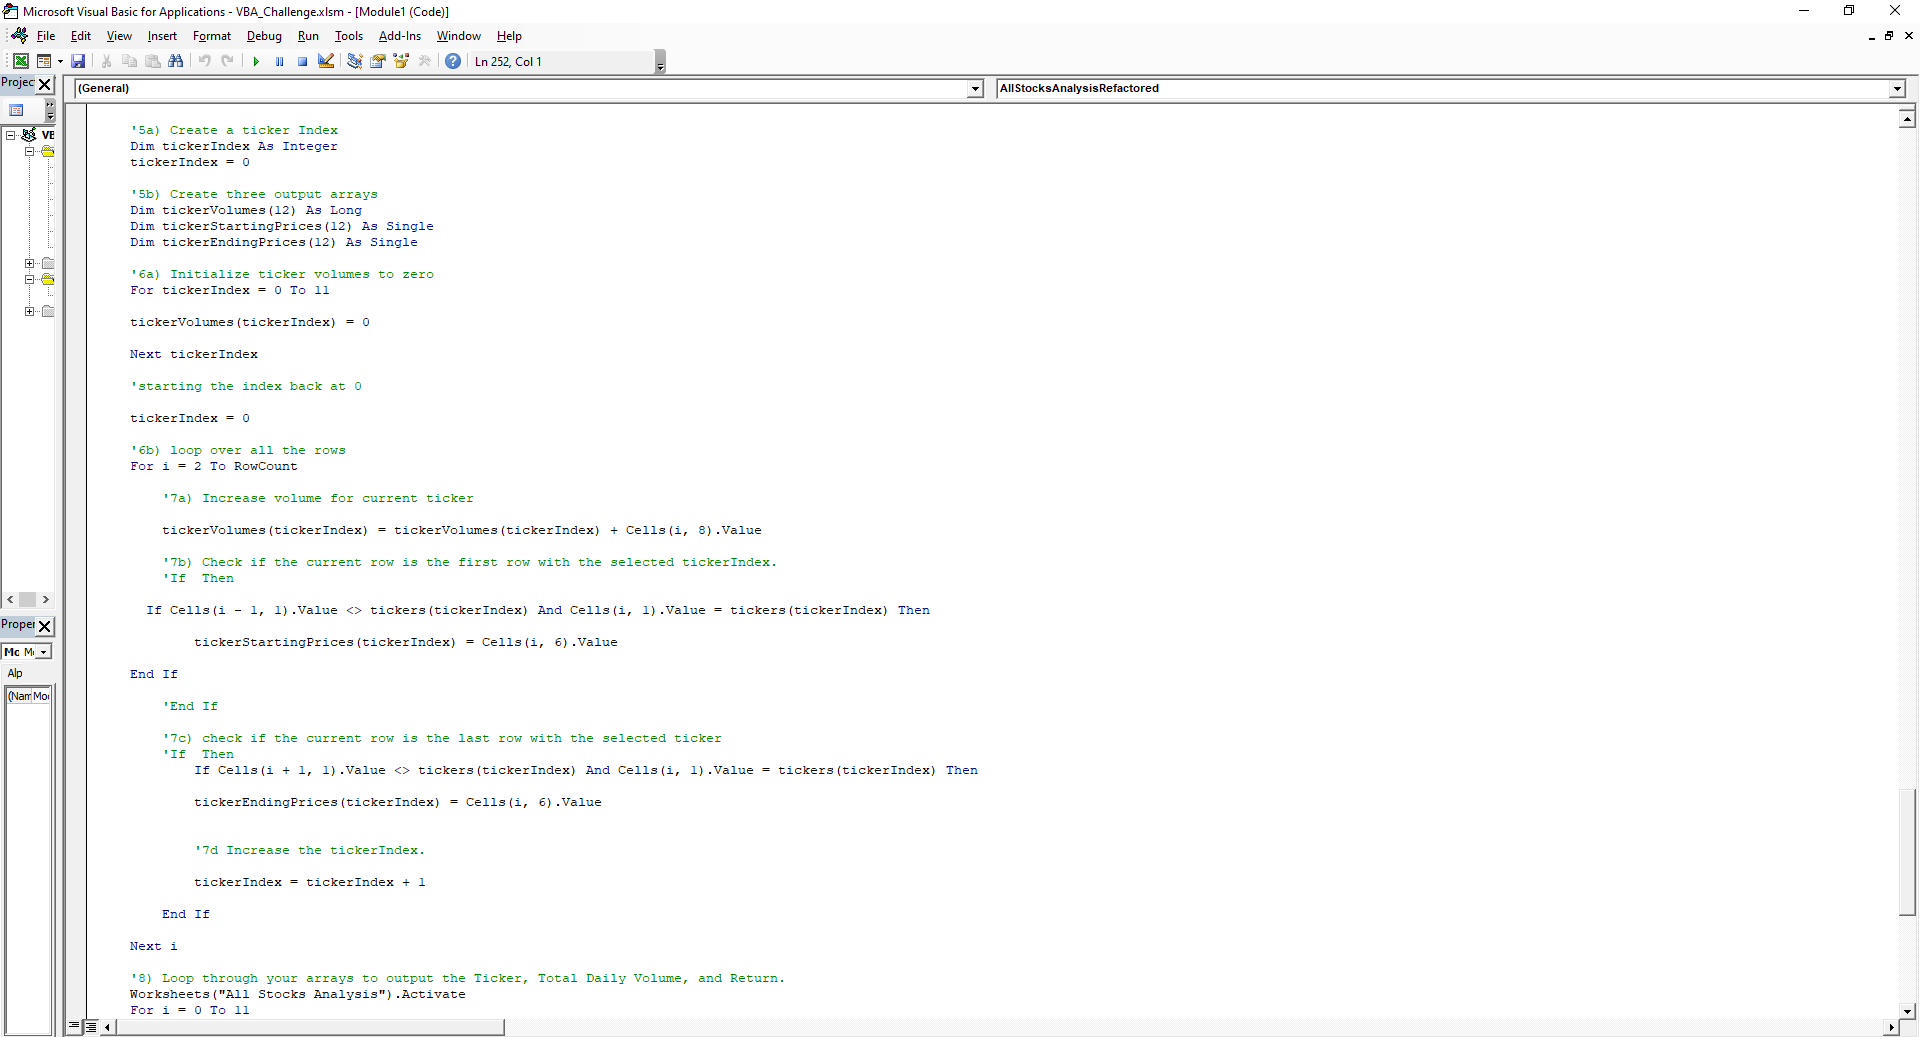 Microsoft Visual Basic for Applications - VBA_Challenge.xlsm - [Module1 (Code)]
File Edit View Insert Format Debug Run Tools Add-Ins Window Help
Ln 252, Col 1
Projec
(General)
AllStocksAnalysisRefactored
VB
'5a) Create a ticker Index
Dim tickerIndex As Integer
tickerIndex = 0
'5b) Create three output arrays
Dim tickerVolumes(12) As Long
Dim tickerStartingPrices(12) As Single
Dim tickerEndingPrices(12) As Single
'6a) Initialize ticker volumes to zero
For tickerIndex = 0 To 11
tickerVolumes(tickerIndex) = 0
Next tickerIndex
'starting the index back at 0
tickerIndex = 0
'6b) loop over all the rows
For i = 2 To RowCount
'7a) Increase volume for current ticker
tickerVolumes(tickerIndex) = tickerVolumes(tickerIndex) + Cells(i, 8).Value
'7b) Check if the current row is the first row with the selected tickerIndex.
'If  Then
If Cells(i - 1, 1).Value <> tickers(tickerIndex) And Cells(i, 1).Value = tickers(tickerIndex) Then
tickerStartingPrices(tickerIndex) = Cells(i, 6).Value
End If
'End If
'7c) check if the current row is the last row with the selected ticker
'If  Then
If Cells(i + 1, 1).Value <> tickers(tickerIndex) And Cells(i, 1).Value = tickers(tickerIndex) Then
tickerEndingPrices(tickerIndex) = Cells(i, 6).Value
'7d Increase the tickerIndex.
tickerIndex = tickerIndex + 1
End If
Next i
'8) Loop through your arrays to output the Ticker, Total Daily Volume, and Return.
Worksheets("All Stocks Analysis").Activate
For i = 0 To 11
Proper
Mc Mc
Alp
(Nam Mod